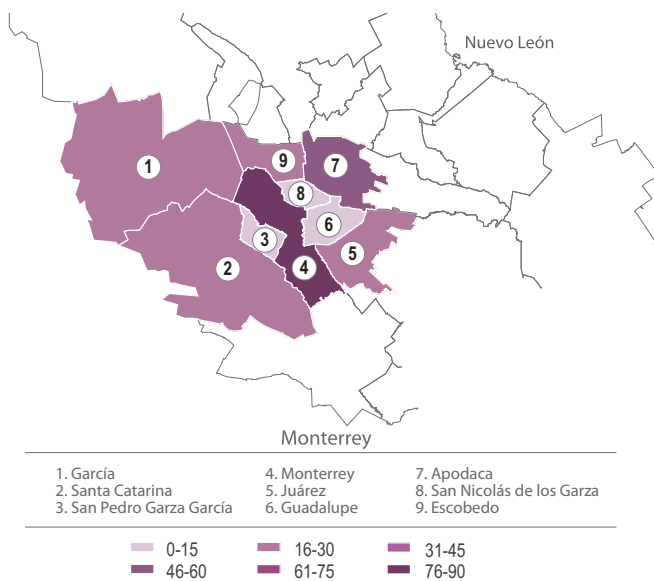 Nuevo León
1
9
7
8
6
3
5
2
4
Monterrey
1. García 4. Monterrey 7. Apodaca
2. Santa Catarina 5. Juárez 8. San Nicolás de los Garza
3. San Pedro Garza García 6. Guadalupe 9. Escobedo
0-15 16-30 31-45
46-60 61-75 76-90